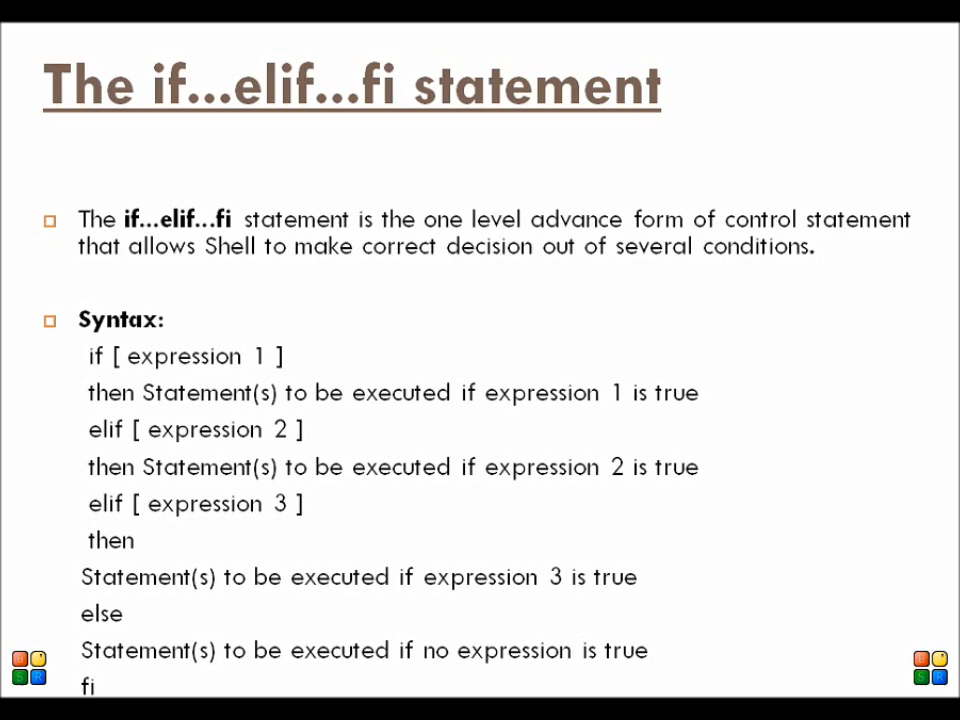 The if...elif...fi statement
The if...elif...fi statement is the one level advance form of control statement
that allows Shell to make correct decision out of several conditions.
Syntax:
if [ expression 1 ]
then Statement(s) to be executed if expression 1 is true
elif [ expression 2 ]
then Statement(s) to be executed if expression 2 is true
elif [ expression 3 ]
then
Statement(s) to be executed if expression 3 is true
else
Statement(s) to be executed if no expression is true
fi